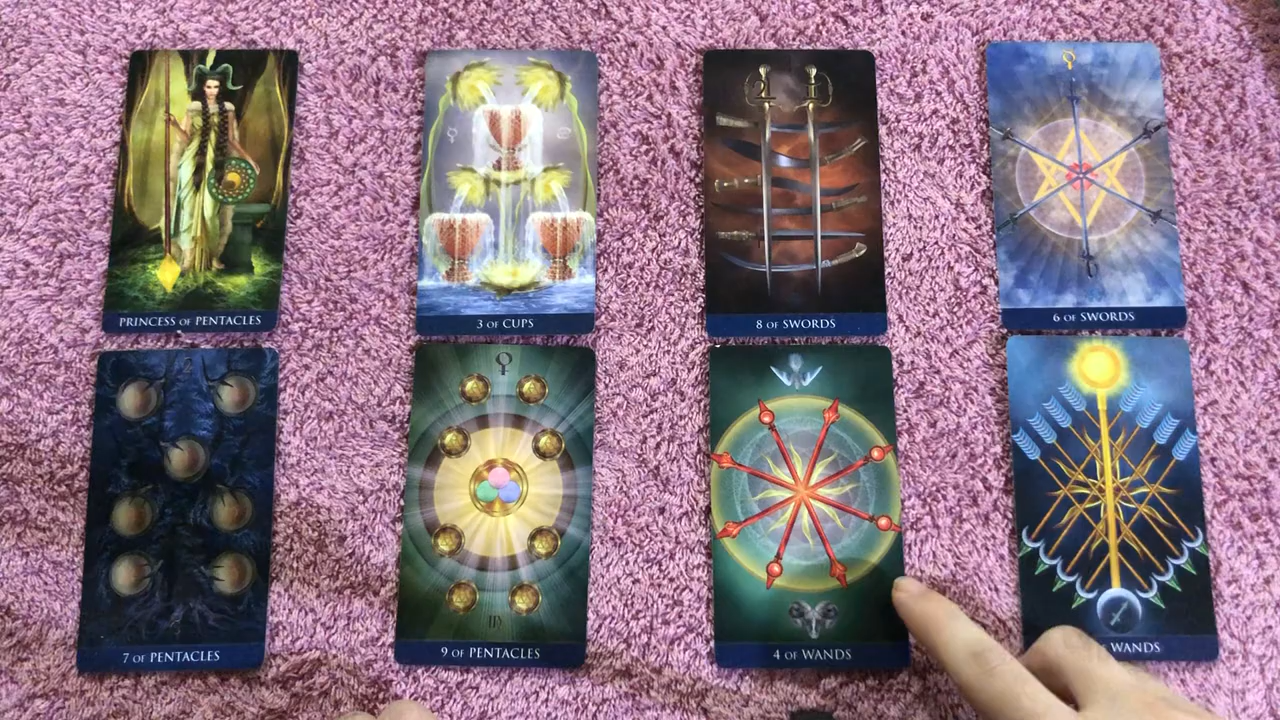 PRINCESS OF PENTACLES
3 OF CUPS
8 OF SWORDS
6 OF SWORDS
7 OF PENTACLES
9 OF PENTACLES
4 OF WANDS
WANDS